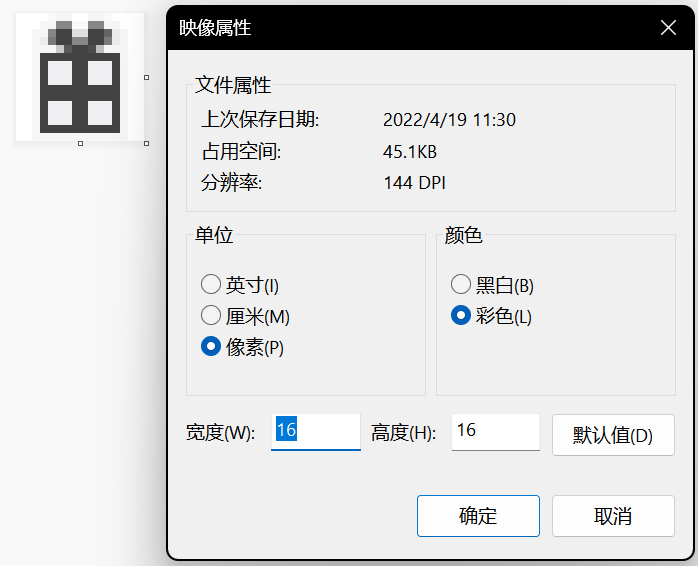 映像属性
文件属性
上次保存日期: 2022/4/19 11:30
占用空间: 45.1KB
分辨率: 144 DPI
单位
英寸(I)
厘米(M)
像素(P)
颜色
黑白(B)
彩色(L)
宽度(W): 16 高度(H): 16 默认值(D)
确定 取消